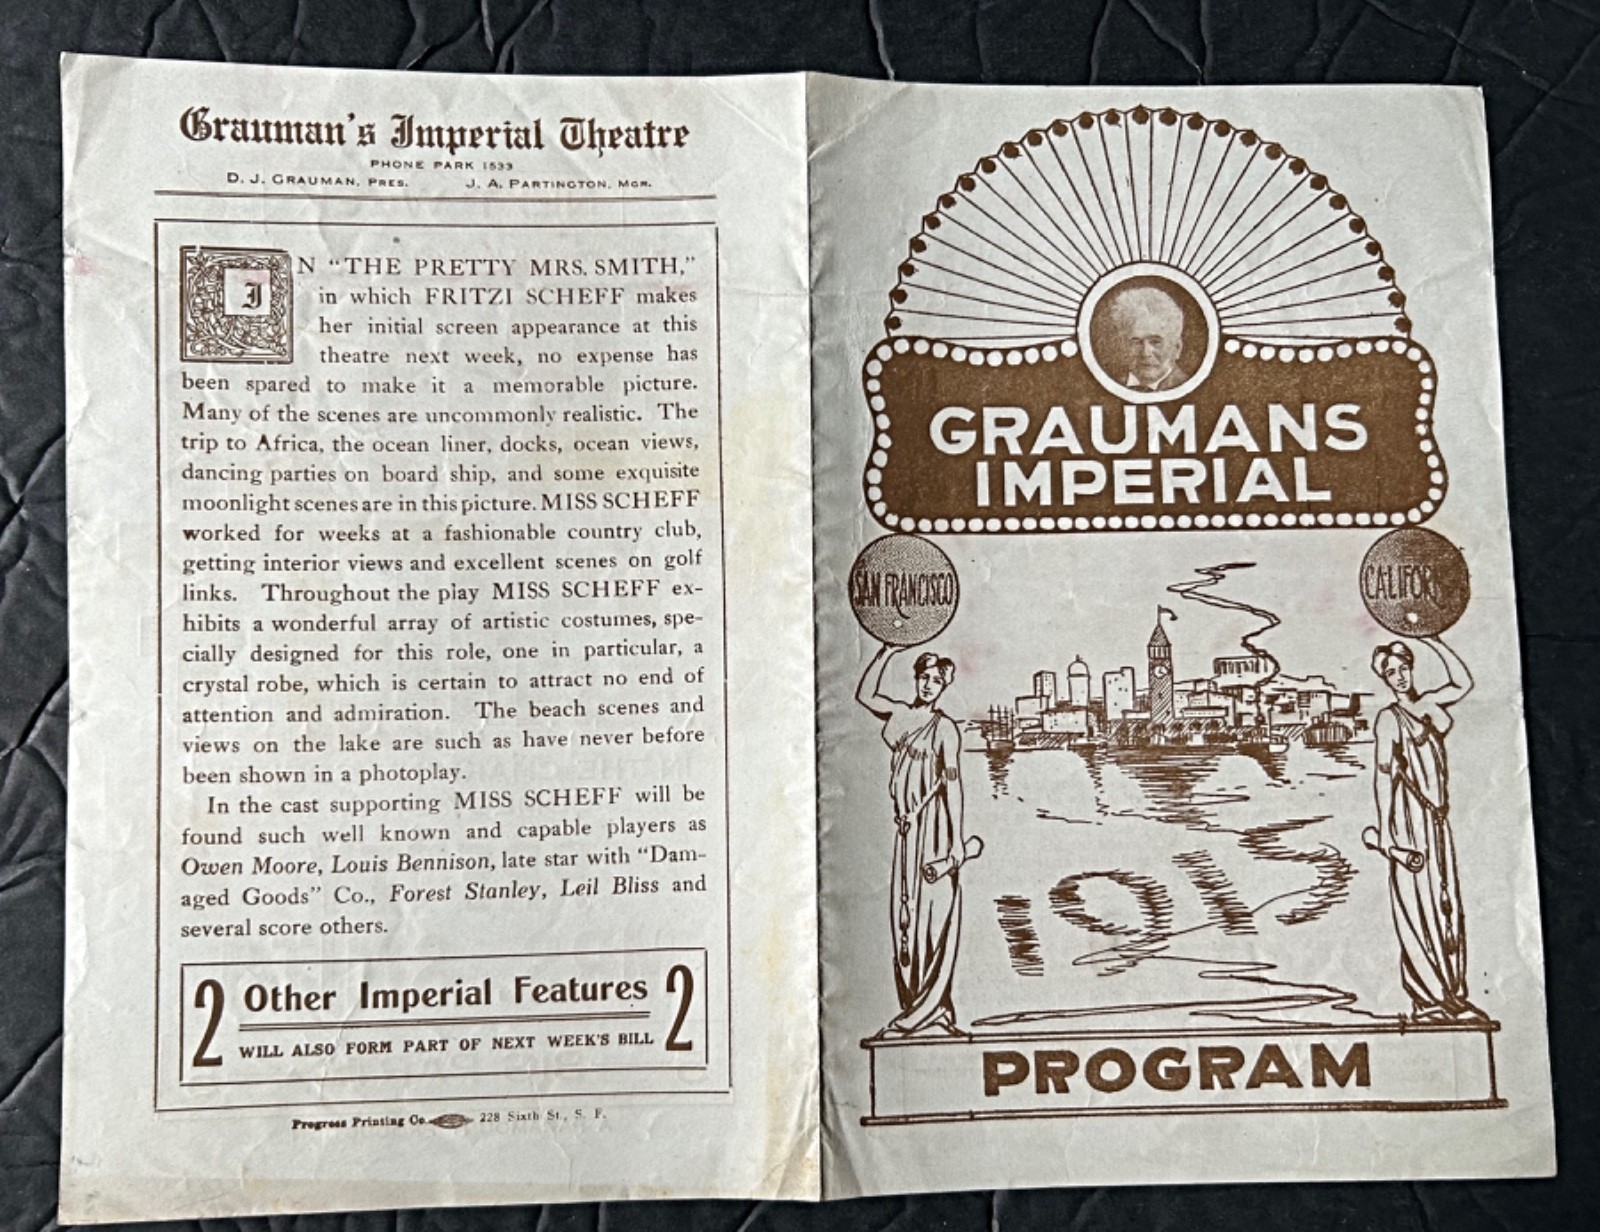 Grauman's Imperial Theatre
PHONE PARK 1533
D. J. GRAUMAN, PRES. J. A. PARTINGTON, MGR.
IN "THE PRETTY MRS. SMITH,"
in which FRITZI SCHEFF makes
her initial screen appearance at this
theatre next week, no expense has
been spared to make it a memorable picture.
Many of the scenes are uncommonly realistic. The
trip to Africa, the ocean liner, docks, ocean views,
dancing parties on board ship, and some exquisite
moonlight scenes are in this picture. MISS SCHEFF
worked for weeks at a fashionable country club,
getting interior views and excellent scenes on golf
links. Throughout the play MISS SCHEFF ex-
hibits a wonderful array of artistic costumes, spe-
cially designed for this role, one in particular, a
crystal robe, which is certain to attract no end of
attention and admiration. The beach scenes and
views on the lake are such as have never before
been shown in a photoplay.
In the cast supporting MISS SCHEFF will be
found such well known and capable players as
Owen Moore, Louis Bennison, late star with "Dam-
aged Goods" Co., Forest Stanley, Leil Bliss and
several score others.
2 Other Imperial Features 2
WILL ALSO FORM PART OF NEXT WEEK'S BILL
Progress Printing Co. 228 Sixth St., S. F.
GRAUMANS
IMPERIAL
SAN FRANCISCO
CALIFOR
1915
PROGRAM